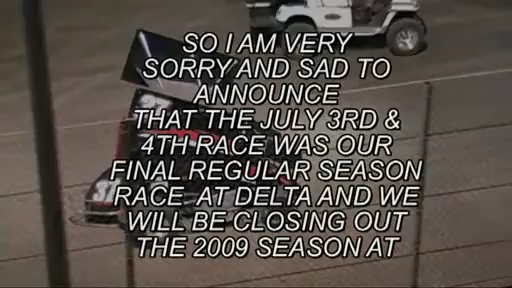 SO I AM VERY
SORRY AND SAD TO
ANNOUNCE
THAT THE JULY 3RD &
4TH RACE WAS OUR
FINAL REGULAR SEASON
RACE  AT DELTA AND WE
WILL BE CLOSING OUT
THE 2009 SEASON AT